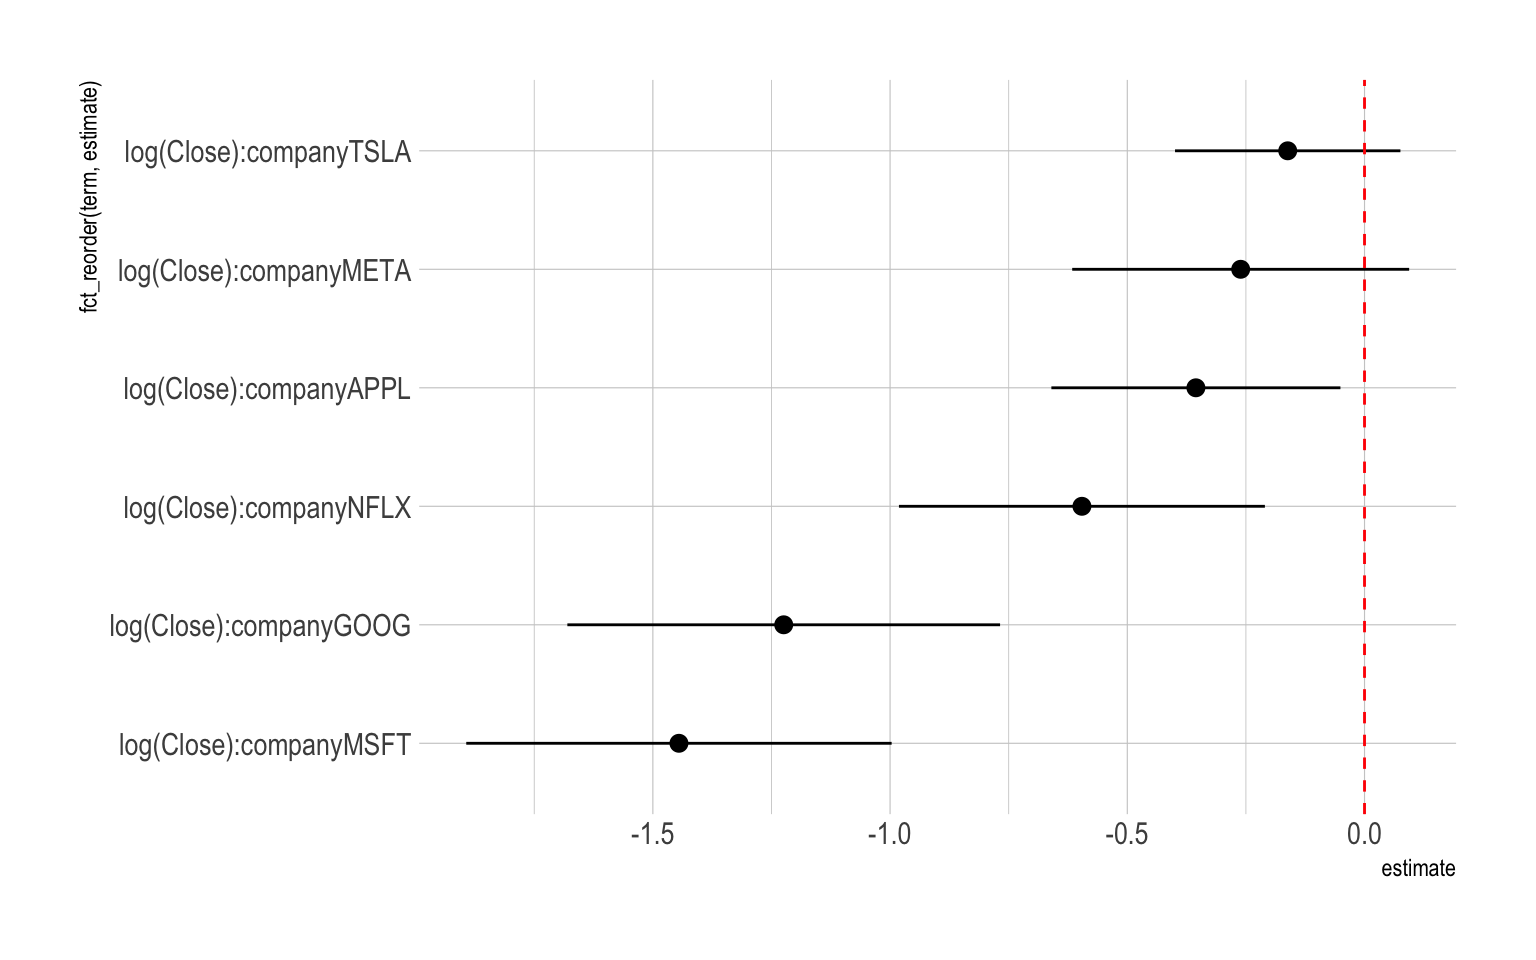 fct_reorder(term, estimate)
log(Close):companyTSLA
log(Close):companyMETA
log(Close):companyAPPL
log(Close):companyNFLX
log(Close):companyGOOG
log(Close):companyMSFT
-1.5 -1.0 -0.5 0.0
estimate